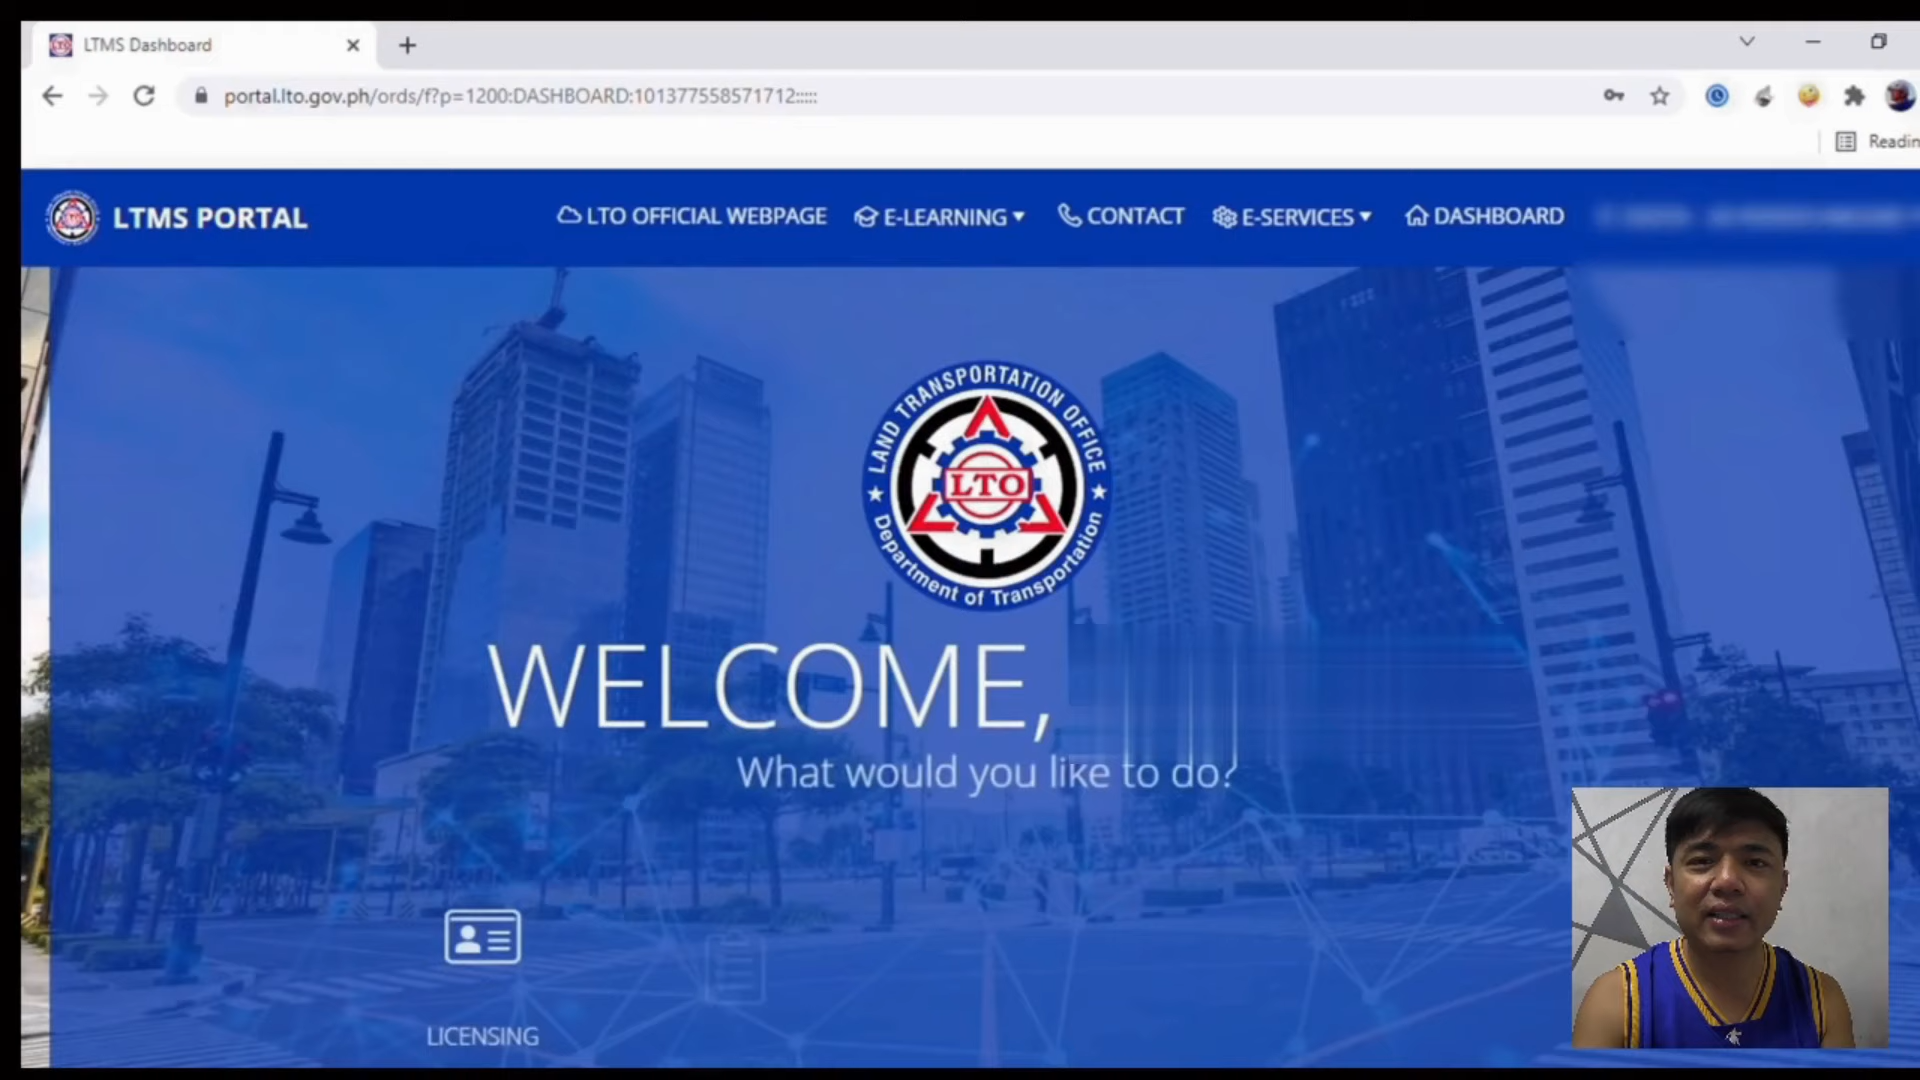 LTMS Dashboard
portal.lto.gov.ph/ords/f?p=1200:DASHBOARD:101377558571712:::::
Readin
LTMS PORTAL
LTO OFFICIAL WEBPAGE
E-LEARNING
CONTACT
E-SERVICES
DASHBOARD
LAND TRANSPORTATION OFFICE
LTO
Department of Transportation
WELCOME,
What would you like to do?
LICENSING